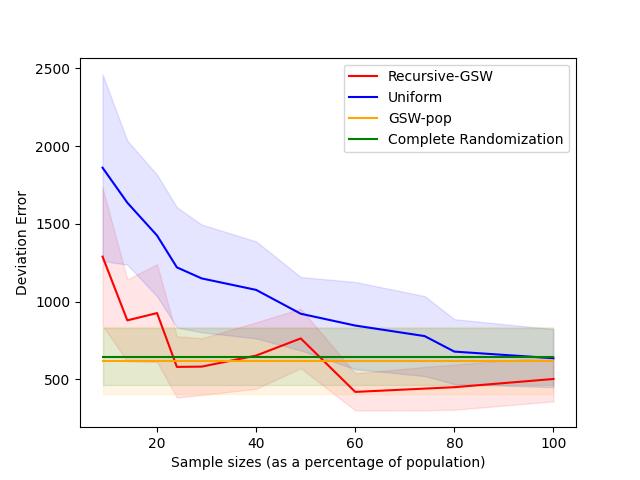 2500
2000
1500
1000
500
Deviation Error
Recursive-GSW
Uniform
GSW-pop
Complete Randomization
20 40 60 80 100
Sample sizes (as a percentage of population)